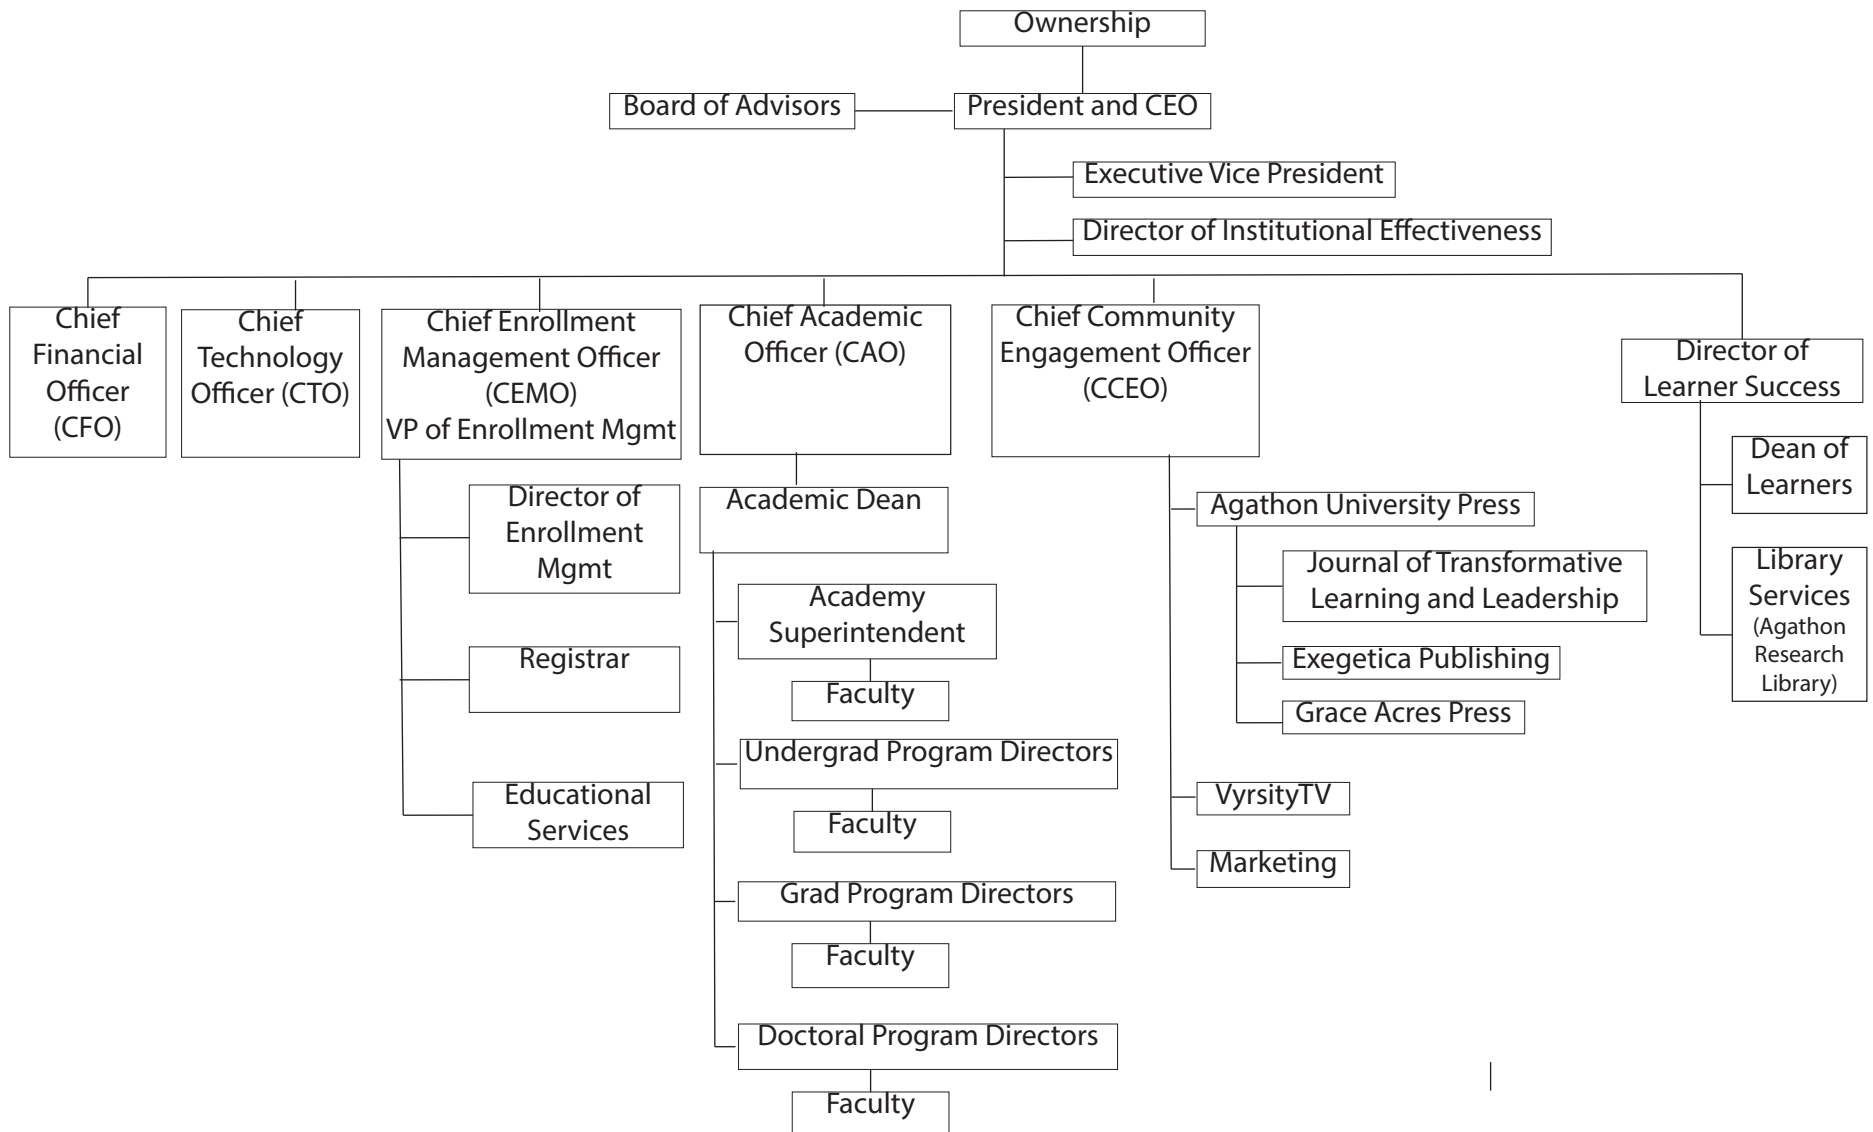 Ownership
Board of Advisors
President and CEO
Executive Vice President
Director of Institutional Effectiveness
Chief
Financial
Officer
(CFO)
Chief
Technology
Officer (CTO)
Chief Enrollment
Management Officer
(CEMO)
VP of Enrollment Mgmt
Director of
Enrollment
Mgmt
Registrar
Educational
Services
Chief Academic
Officer (CAO)
Academic Dean
Academy
Superintendent
Faculty
Undergrad Program Directors
Faculty
Grad Program Directors
Faculty
Doctoral Program Directors
Faculty
Chief Community
Engagement Officer
(CCEO)
Agathon University Press
Journal of Transformative
Learning and Leadership
Exegetica Publishing
Grace Acres Press
VyrsityTV
Marketing
Director of
Learner Success
Dean of
Learners
Library
Services
(Agathon
Research
Library)